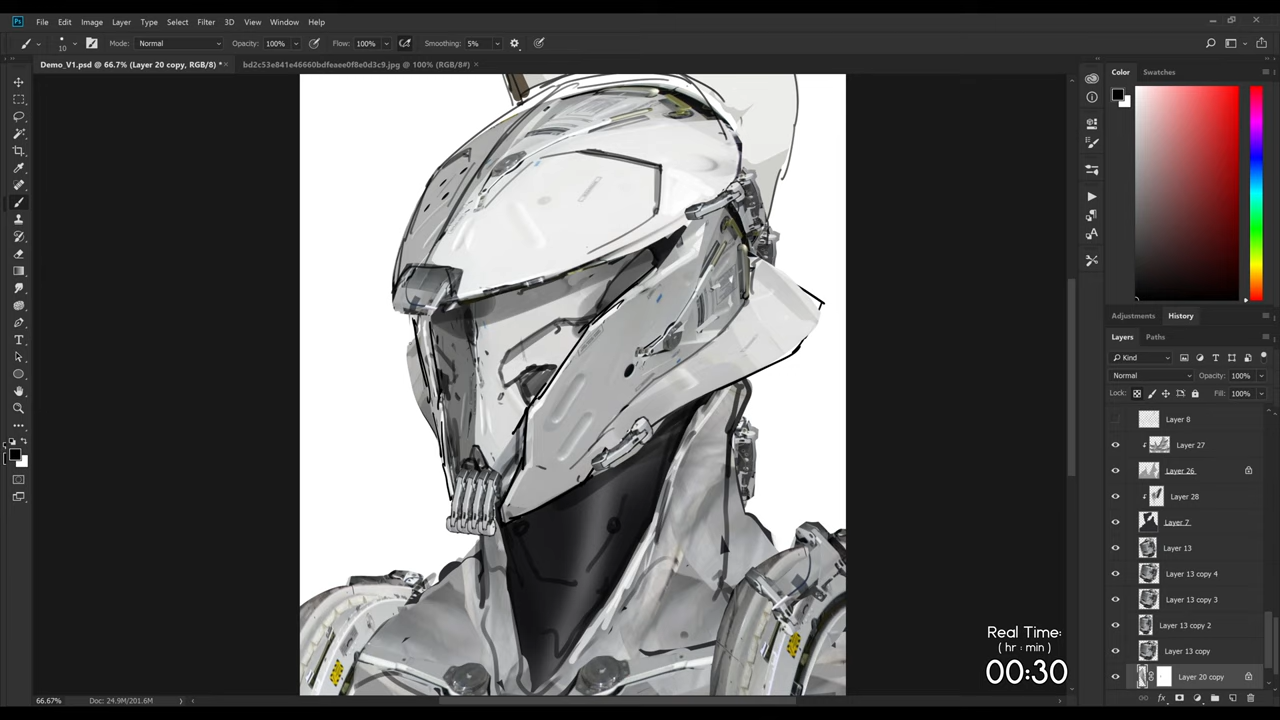 Ps File Edit Image Layer Type Select Filter 3D View Window Help
10 Mode: Normal Opacity: 100% Flow: 100% Smoothing: 5%
Demo_V1.psd @ 66.7% (Layer 20 copy, RGB/8) * × bd2c53e841e46660bdfeaee0f8e0d3c9.jpg @ 100% (RGB/8#) ×
Color Swatches
Adjustments History
Layers Paths
Kind
Normal Opacity: 100%
Lock: Fill: 100%
Layer 8
Layer 27
Layer 26
Layer 28
Layer 7
Layer 13
Layer 13 copy 4
Layer 13 copy 3
Layer 13 copy 2
Layer 13 copy
Layer 20 copy
Real Time:
( hr : min )
00:30
66.67% Doc: 24.9M/201.6M